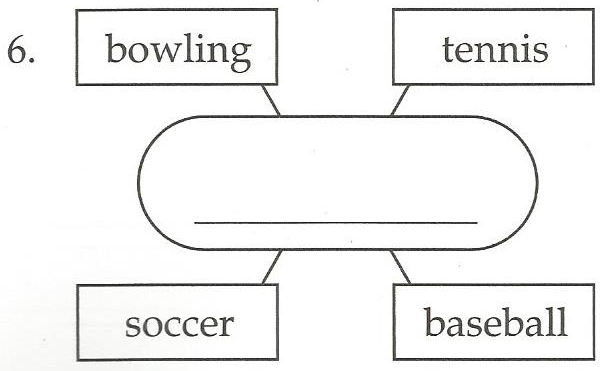 6. bowling tennis
soccer baseball